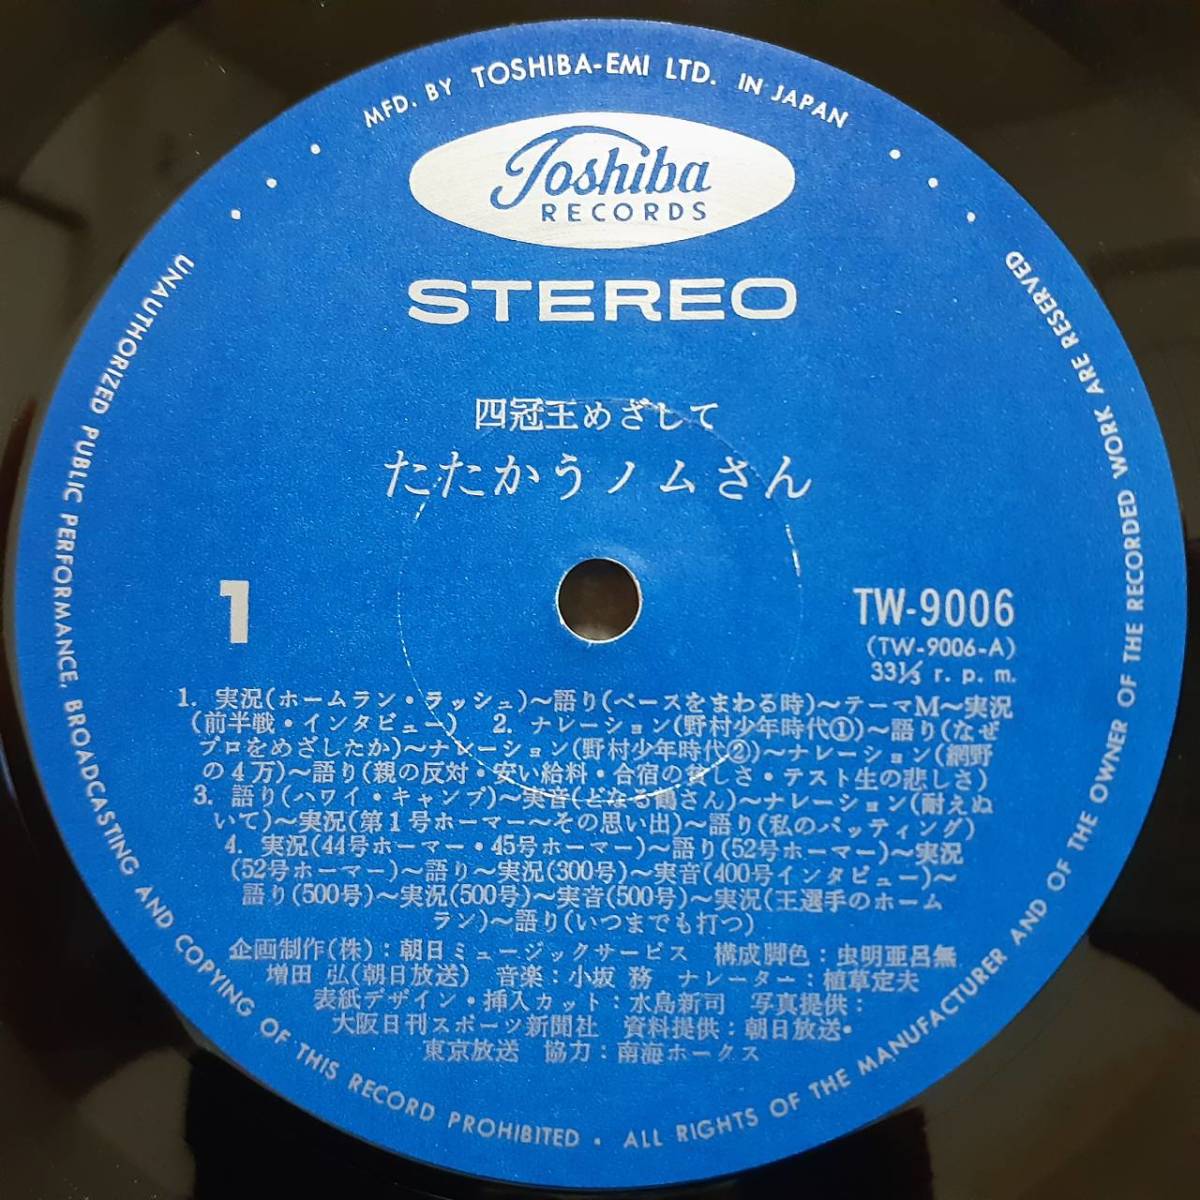 MFD. BY TOSHIBA-EMI LTD. IN JAPAN
Toshiba
RECORDS
STEREO
四冠王めざして
たたかうノムさん
1
TW-9006
(TW-9006-A)
33⅓ r. p. m.
1. 実況(ホームラン・ラッシュ)〜語り(ベースをまわる時)〜テーマM〜実況
(前半戦・インタビュー) 2. ナレーション(野村少年時代①)〜語り(なぜ
プロをめざしたか)〜ナレーション(野村少年時代②)〜ナレーション(網野
の4万)〜語り(親の反対・安い給料・合宿の貧しさ・テスト生の悲しさ)
3. 語り(ハワイ・キャンプ)〜実音(どなる鶴さん)〜ナレーション(耐えぬ
いて)〜実況(第1号ホーマー〜その思い出)〜語り(私のバッティング)
4. 実況(44号ホーマー・45号ホーマー)〜語り(52号ホーマー)〜実況
(52号ホーマー)〜語り〜実況(300号)〜実音(400号インタビュー)〜
語り(500号)〜実況(500号)〜実音(500号)〜実況(王選手のホーム
ラン)〜語り(いつまでも打つ)
企画制作(株):朝日ミュージックサービス 構成脚色:虫明亜呂無
増田 弘(朝日放送) 音楽:小坂 務 ナレーター:植草定夫
表紙デザイン・挿入カット:水島新司 写真提供:
大阪日刊スポーツ新聞社 資料提供:朝日放送・
東京放送 協力:南海ホークス
UNAUTHORIZED PUBLIC PERFORMANCE, BROADCASTING AND COPYING OF THIS RECORD PROHIBITED • ALL RIGHTS OF THE MANUFACTURER AND OF THE OWNER OF THE RECORDED WORK ARE RESERVED